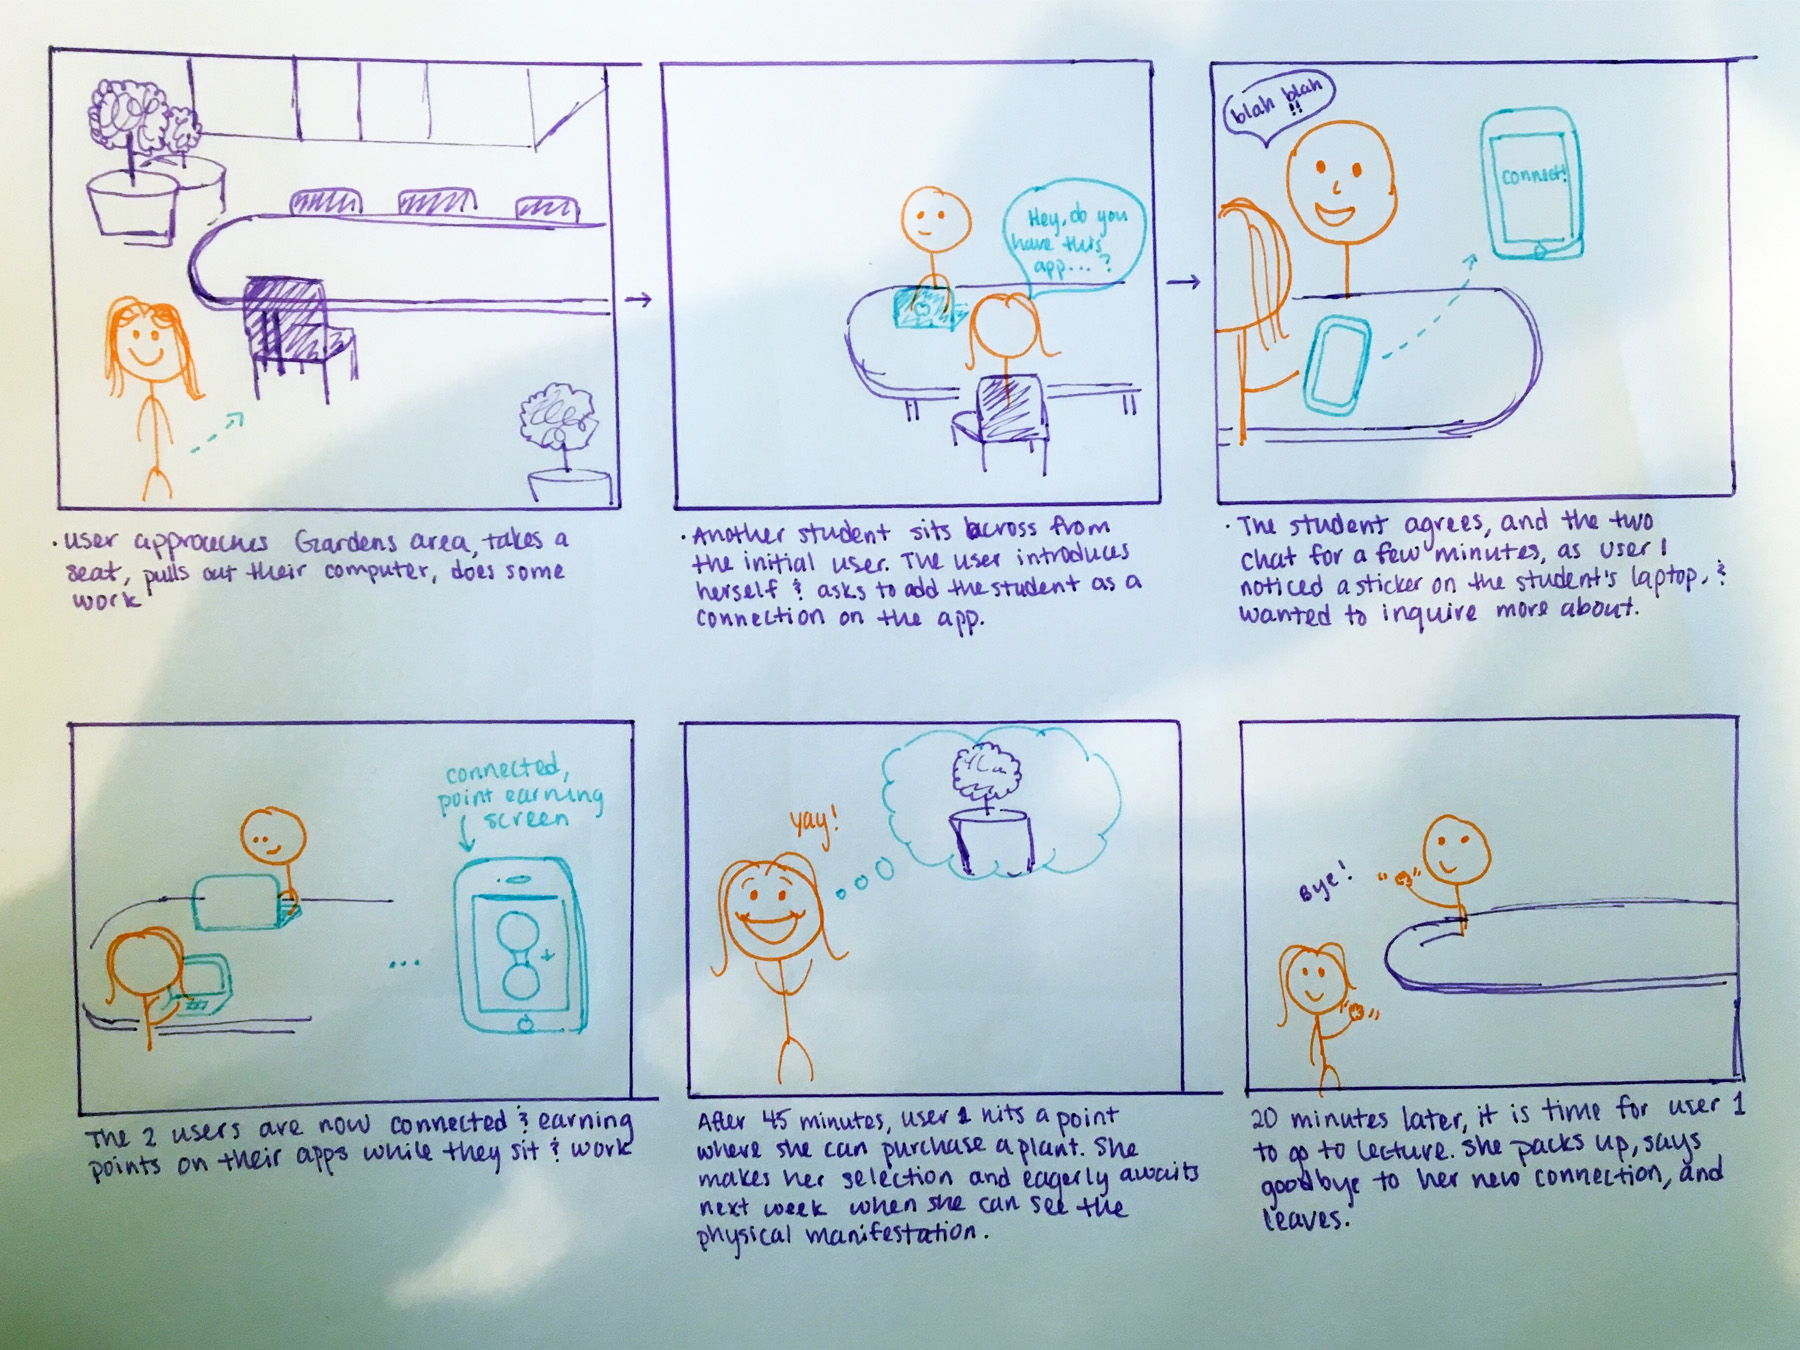 blah blah !!
Hey, do you
have this
app... ?
connect!
· user approaches Gardens area, takes a
seat, pulls out their computer, does some
work
· Another student sits across from
the initial user. The user introduces
herself & asks to add the student as a
connection on the app.
· The student agrees, and the two
chat for a few minutes, as user 1
noticed a sticker on the student's laptop, &
wanted to inquire more about.
connected,
point earning
screen
+
...
yay!
Bye!
The 2 users are now connected & earning
points on their apps while they sit & work
After 45 minutes, user 1 hits a point
where she can purchase a plant. She
makes her selection and eagerly awaits
next week when she can see the
physical manifestation.
20 minutes later, it is time for user 1
to go to lecture. She packs up, says
goodbye to her new connection, and
leaves.